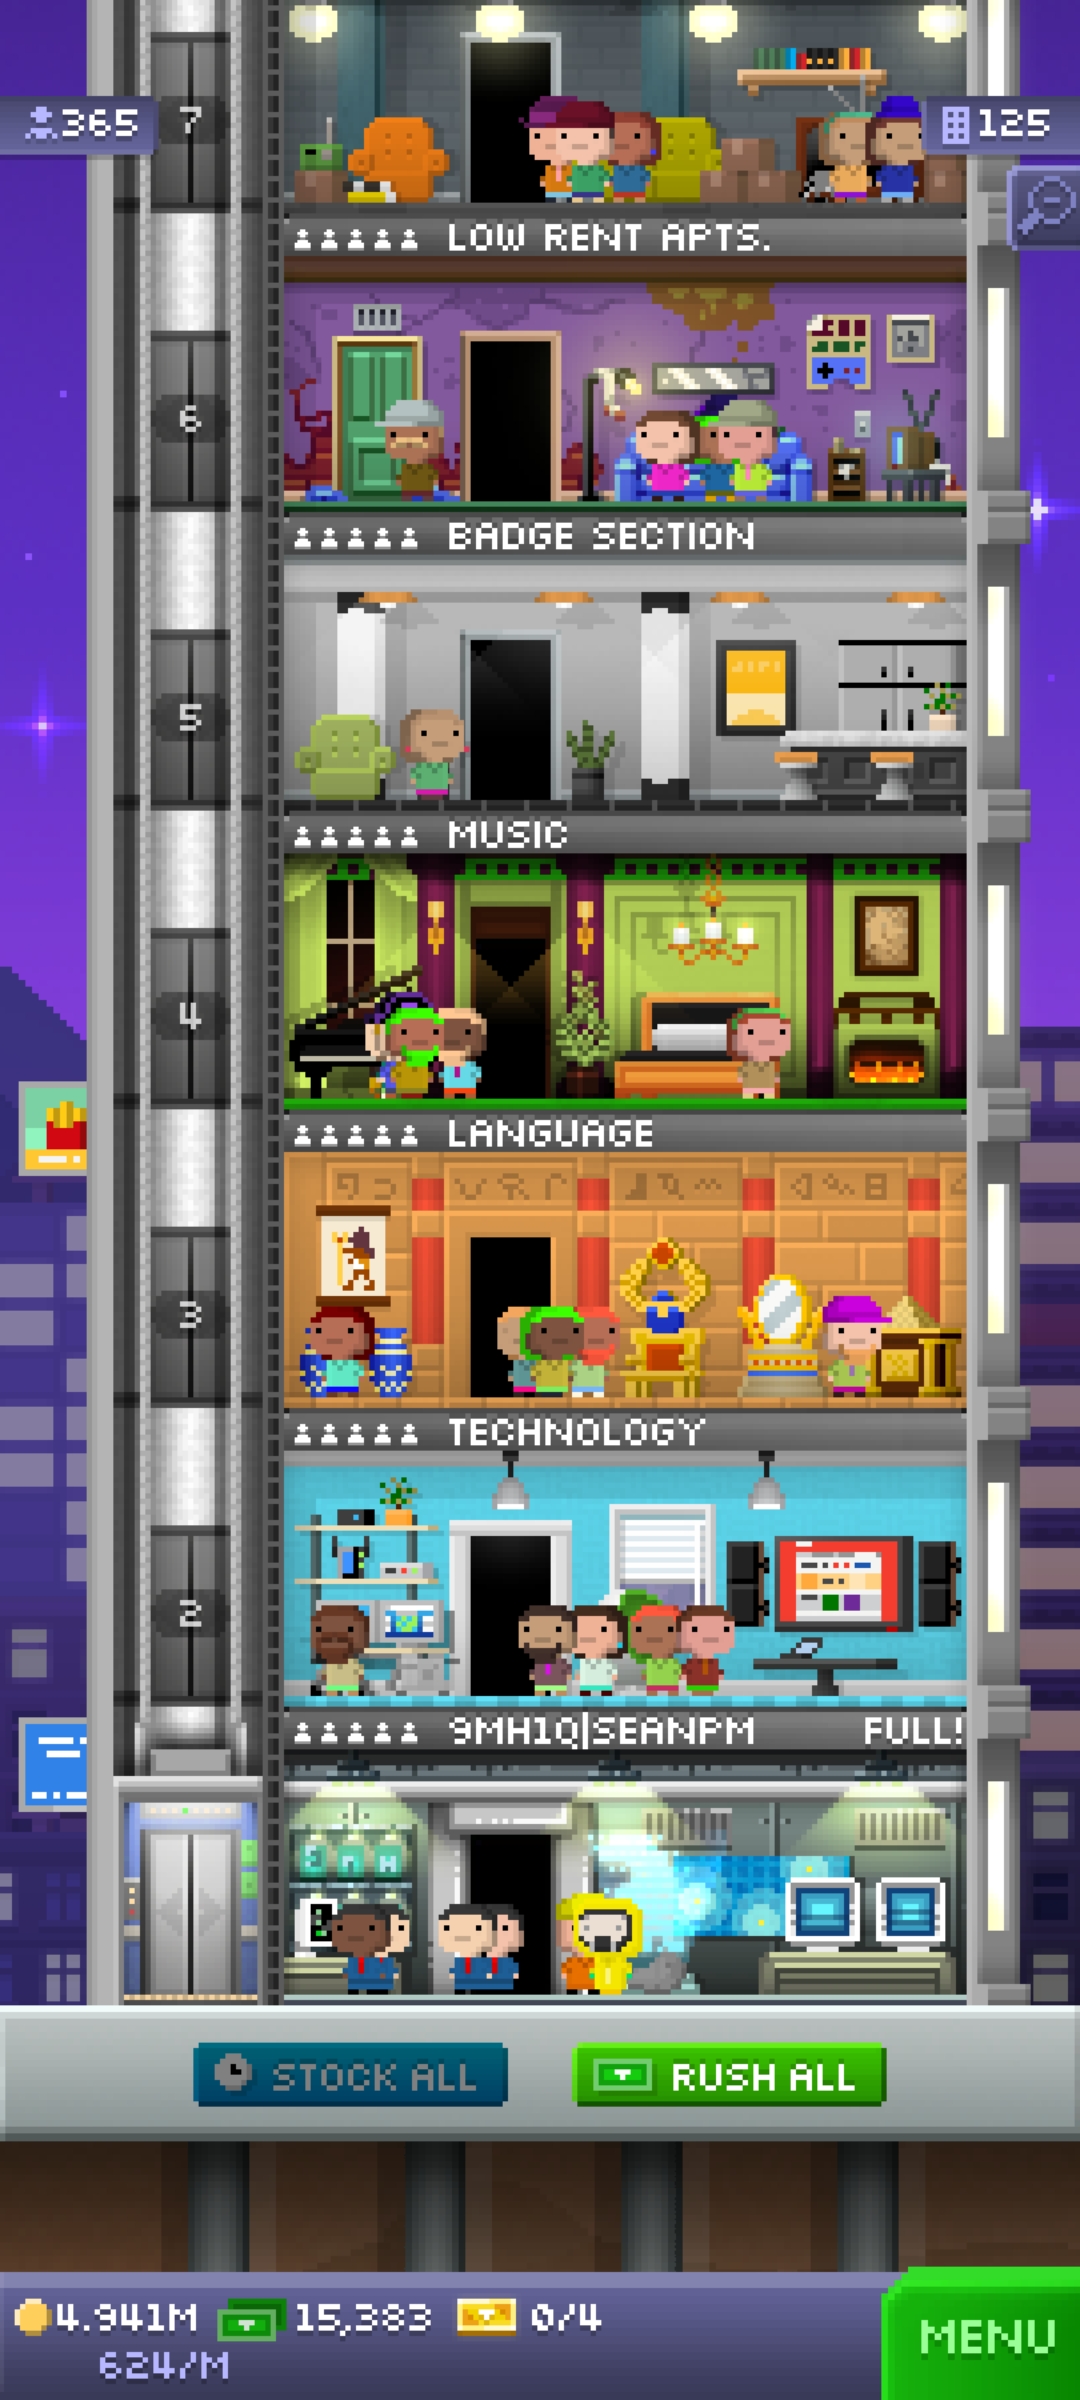 365
7
125
LOW RENT APTS.
6
BADGE SECTION
5
MUSIC
4
LANGUAGE
3
TECHNOLOGY
2
9MH1Q|SEANPM FULL!
STOCK ALL
RUSH ALL
4.941M 15,383 0/4
624/M
MENU